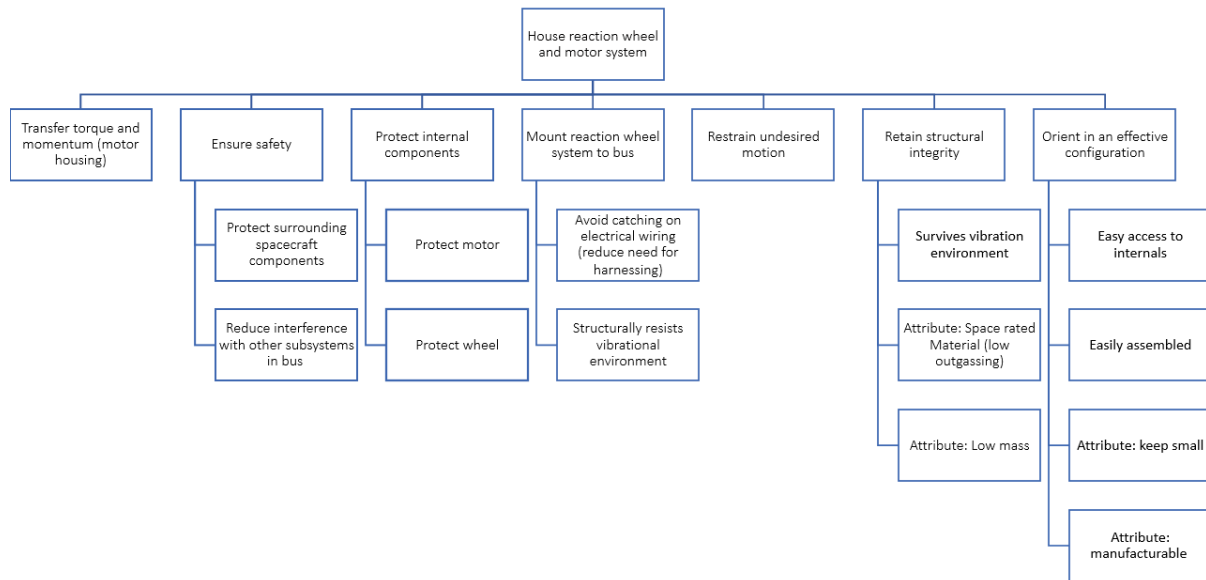 House reaction wheel
and motor system
Transfer torque and
momentum (motor
housing)
Ensure safety
Protect internal
components
Mount reaction wheel
system to bus
Restrain undesired
motion
Retain structural
integrity
Orient in an effective
configuration
Protect surrounding
spacecraft
components
Reduce interference
with other subsystems
in bus
Protect motor
Protect wheel
Avoid catching on
electrical wiring
(reduce need for
harnessing)
Structurally resists
vibrational
environment
Survives vibration
environment
Attribute: Space rated
Material (low
outgassing)
Attribute: Low mass
Easy access to
internals
Easily assembled
Attribute: keep small
Attribute:
manufacturable